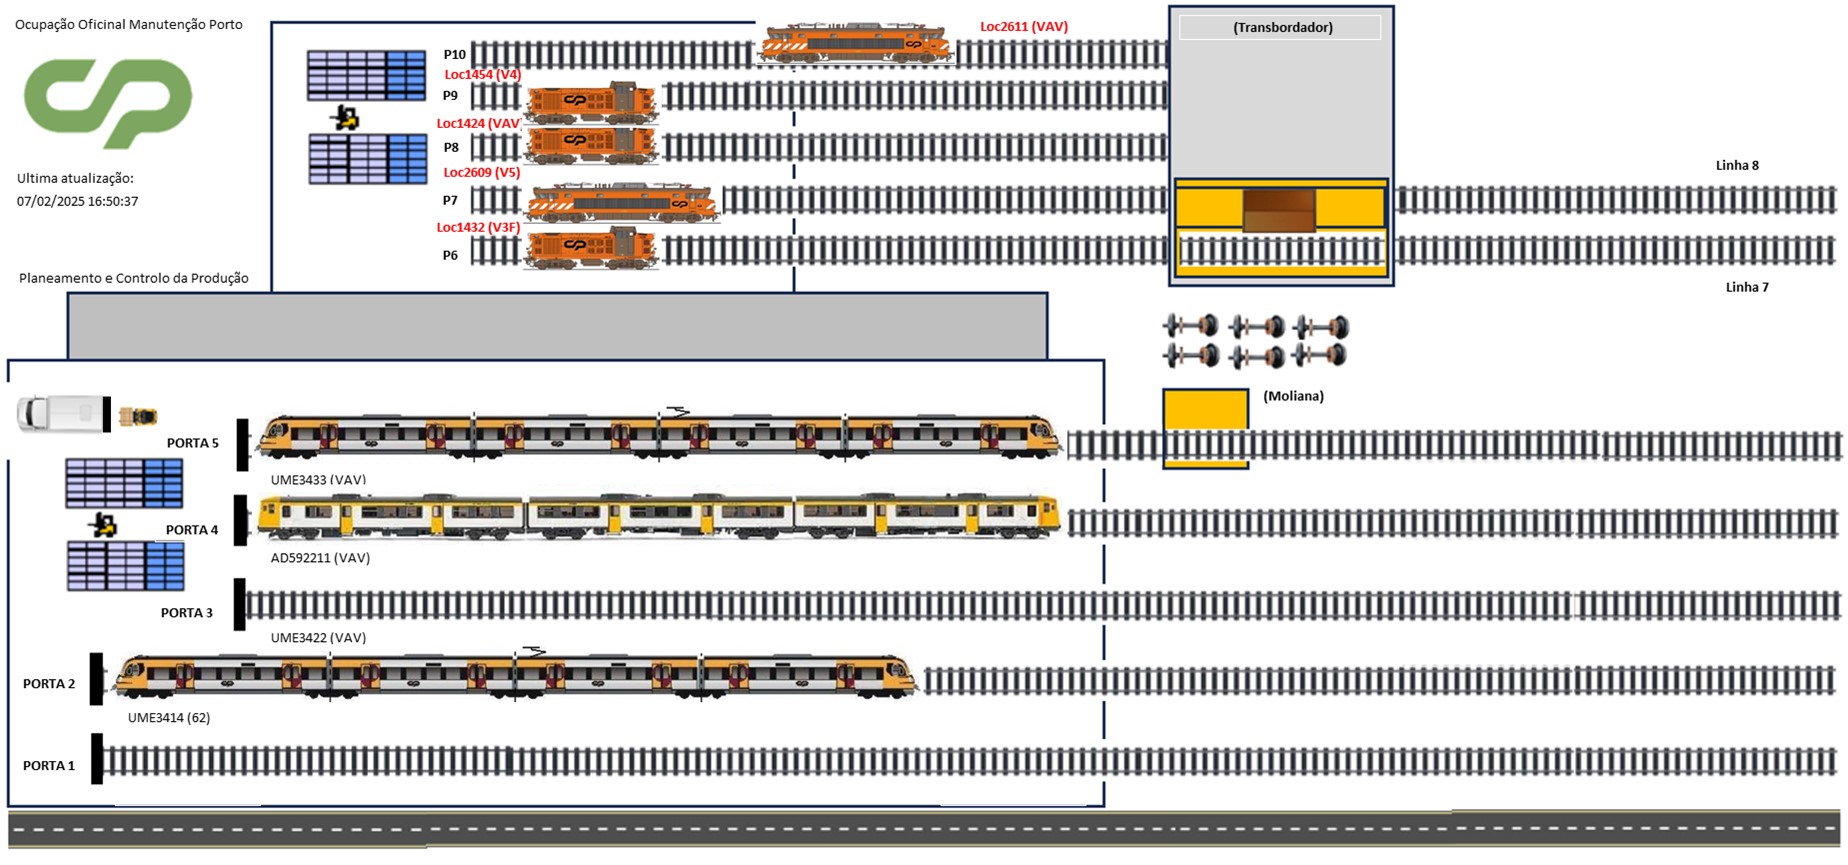 Ocupação Oficinal Manutenção Porto
Loc2611 (VAV)
(Transbordador)
P10
Loc1454 (V4)
P9
Loc1424 (VAV)
P8
Linha 8
Ultima atualização:
Loc2609 (V5)
07/02/2025 16:50:37
P7
Loc1432 (V3F)
P6
Planeamento e Controlo da Produção
Linha 7
(Moliana)
PORTA 5
UME3433 (VAV)
PORTA 4
AD592211 (VAV)
PORTA 3
UME3422 (VAV)
PORTA 2
UME3414 (62)
PORTA 1